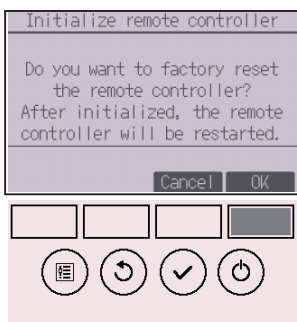 Initialize remote controller
Do you want to factory reset
the remote controller?
After initialized, the remote
controller will be restarted.
Cancel OK